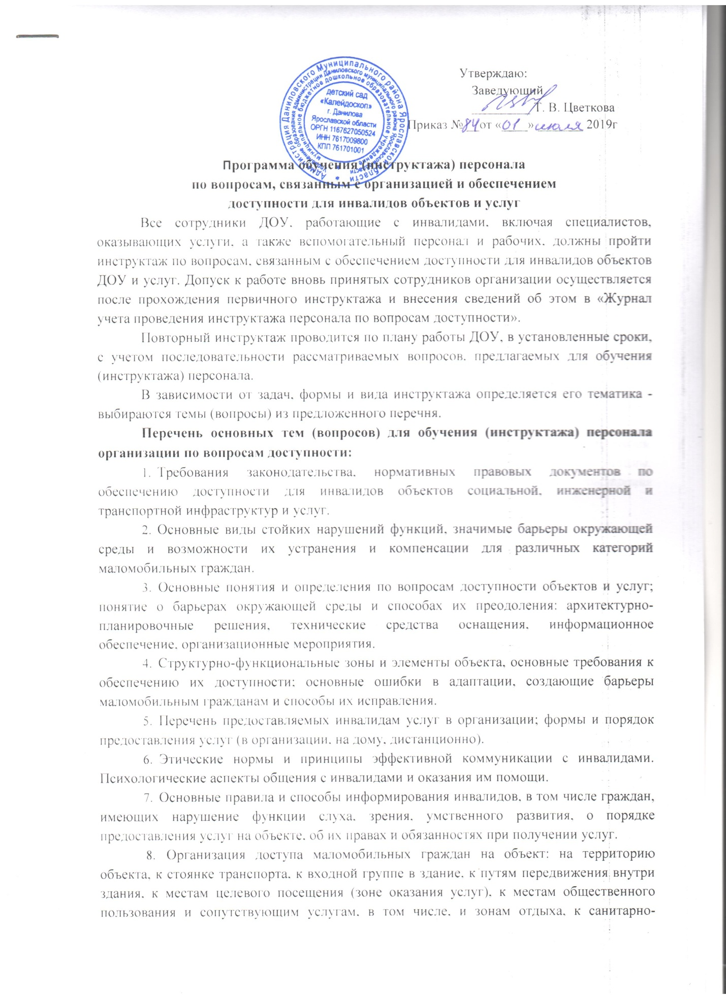 Утверждаю:
Заведующий
Т. В. Цветкова
Приказ № 84 от «01» июля 2019г
Администрация Даниловского Муниципального района Ярославской области
Управление образования администрации Даниловского муниципального района Ярославской области
муниципальное бюджетное дошкольное образовательное учреждение
детский сад
«Калейдоскоп»
г. Данилова
Ярославской области
ОРГН 1167627050524
ИНН 7617009800
КПП 761701001
Программа обучения (инструктажа) персонала
по вопросам, связанным с организацией и обеспечением
доступности для инвалидов объектов и услуг
Все сотрудники ДОУ, работающие с инвалидами, включая специалистов,
оказывающих услуги, а также вспомогательный персонал и рабочих, должны пройти
инструктаж по вопросам, связанным с обеспечением доступности для инвалидов объектов
ДОУ и услуг. Допуск к работе вновь принятых сотрудников организации осуществляется
после прохождения первичного инструктажа и внесения сведений об этом в «Журнал
учета проведения инструктажа персонала по вопросам доступности».
Повторный инструктаж проводится по плану работы ДОУ, в установленные сроки,
с учетом последовательности рассматриваемых вопросов, предлагаемых для обучения
(инструктажа) персонала.
В зависимости от задач, формы и вида инструктажа определяется его тематика -
выбираются темы (вопросы) из предложенного перечня.
Перечень основных тем (вопросов) для обучения (инструктажа) персонала
организации по вопросам доступности:
1. Требования законодательства, нормативных правовых документов по
обеспечению доступности для инвалидов объектов социальной, инженерной и
транспортной инфраструктур и услуг.
2. Основные виды стойких нарушений функций, значимые барьеры окружающей
среды и возможности их устранения и компенсации для различных категорий
маломобильных граждан.
3. Основные понятия и определения по вопросам доступности объектов и услуг;
понятие о барьерах окружающей среды и способах их преодоления: архитектурно-
планировочные решения, технические средства оснащения, информационное
обеспечение, организационные мероприятия.
4. Структурно-функциональные зоны и элементы объекта, основные требования к
обеспечению их доступности; основные ошибки в адаптации, создающие барьеры
маломобильным гражданам и способы их исправления.
5. Перечень предоставляемых инвалидам услуг в организации; формы и порядок
предоставления услуг (в организации, на дому, дистанционно).
6. Этические нормы и принципы эффективной коммуникации с инвалидами.
Психологические аспекты общения с инвалидами и оказания им помощи.
7. Основные правила и способы информирования инвалидов, в том числе граждан,
имеющих нарушение функции слуха, зрения, умственного развития, о порядке
предоставления услуг на объекте, об их правах и обязанностях при получении услуг.
8. Организация доступа маломобильных граждан на объект: на территорию
объекта, к стоянке транспорта, к входной группе в здание, к путям передвижения внутри
здания, к местам целевого посещения (зоне оказания услуг), к местам общественного
пользования и сопутствующим услугам, в том числе, и зонам отдыха, к санитарно-